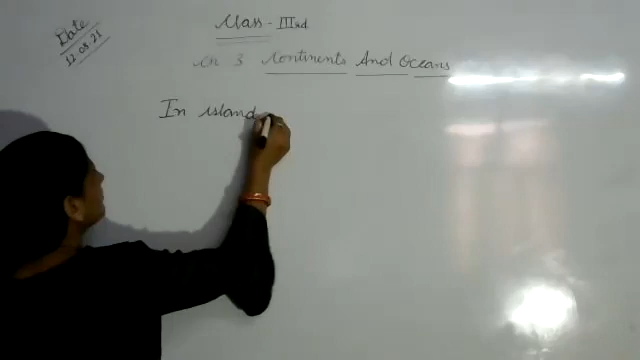 Date
12.08.21
Class - IIIrd
Ch 3 Continents And Oceans
In island